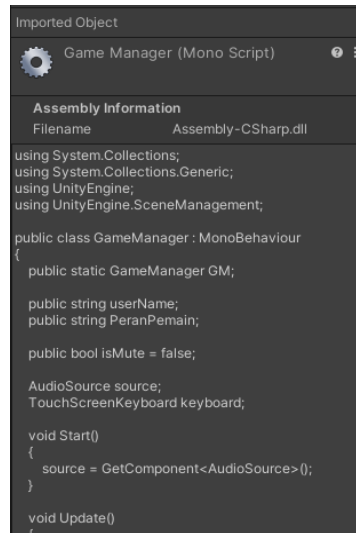 Imported Object
Game Manager (Mono Script)
Assembly Information
Filename Assembly-CSharp.dll
using System.Collections;
using System.Collections.Generic;
using UnityEngine;
using UnityEngine.SceneManagement;
public class GameManager : MonoBehaviour
{
public static GameManager GM;
public string userName;
public string PeranPemain;
public bool isMute = false;
AudioSource source;
TouchScreenKeyboard keyboard;
void Start()
{
source = GetComponent<AudioSource>();
}
void Update()
{